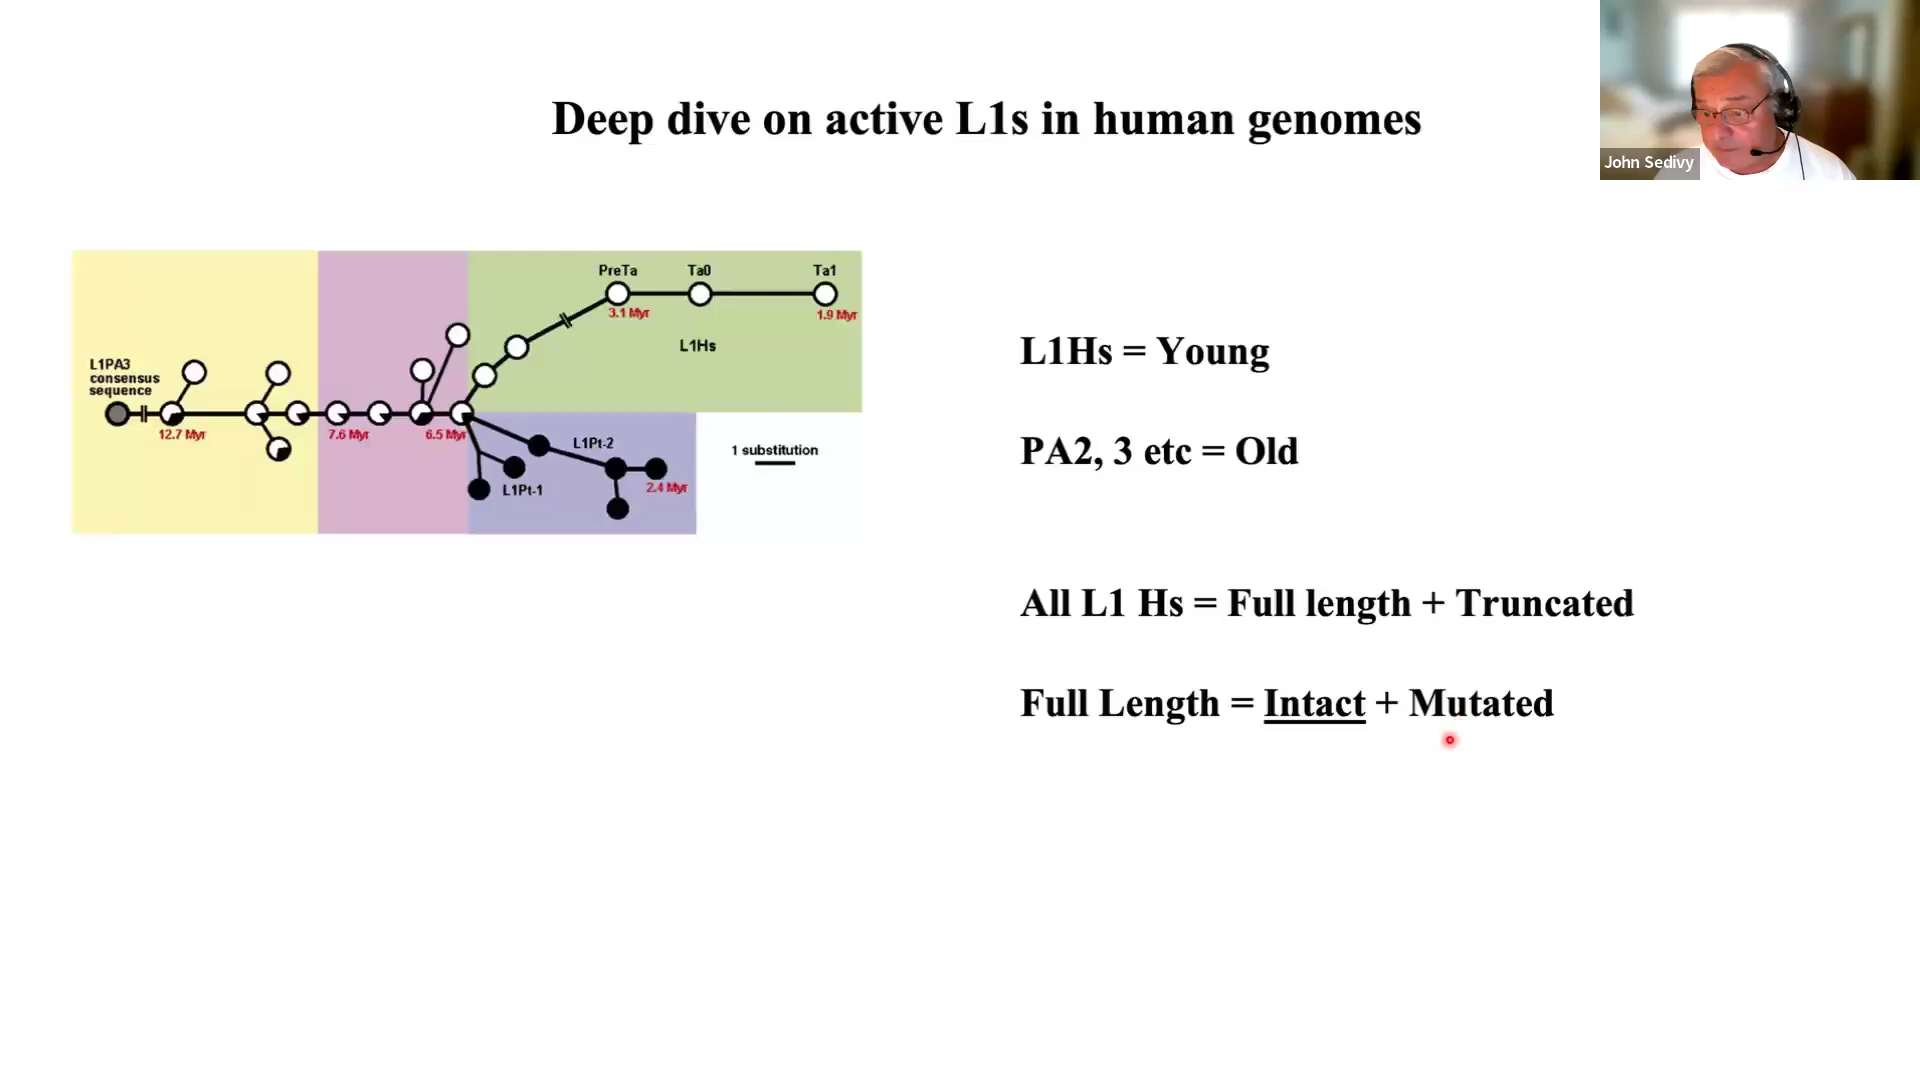 Deep dive on active L1s in human genomes
John Sedivy
PreTa
Ta0
Ta1
3.1 Myr
1.9 Myr
L1Hs
L1PA3
consensus
sequence
12.7 Myr
7.6 Myr
6.5 Myr
L1Pt-2
L1Pt-1
2.4 Myr
1 substitution
L1Hs = Young
PA2, 3 etc = Old
All L1 Hs = Full length + Truncated
Full Length = Intact + Mutated